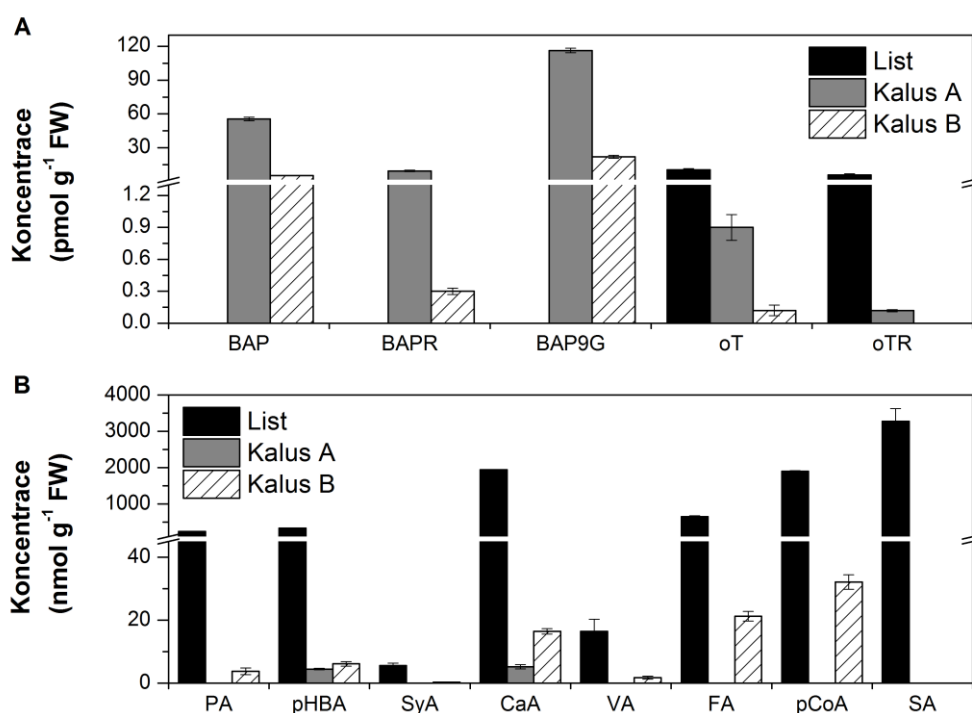 A
Koncentrace
(pmol g⁻¹ FW)
120
90
60
30
1.2
0.9
0.6
0.3
0.0
List
Kalus A
Kalus B
BAP
BAPR
BAP9G
oT
oTR
B
Koncentrace
(nmol g⁻¹ FW)
4000
3000
2000
1000
40
20
0
List
Kalus A
Kalus B
PA
pHBA
SyA
CaA
VA
FA
pCoA
SA